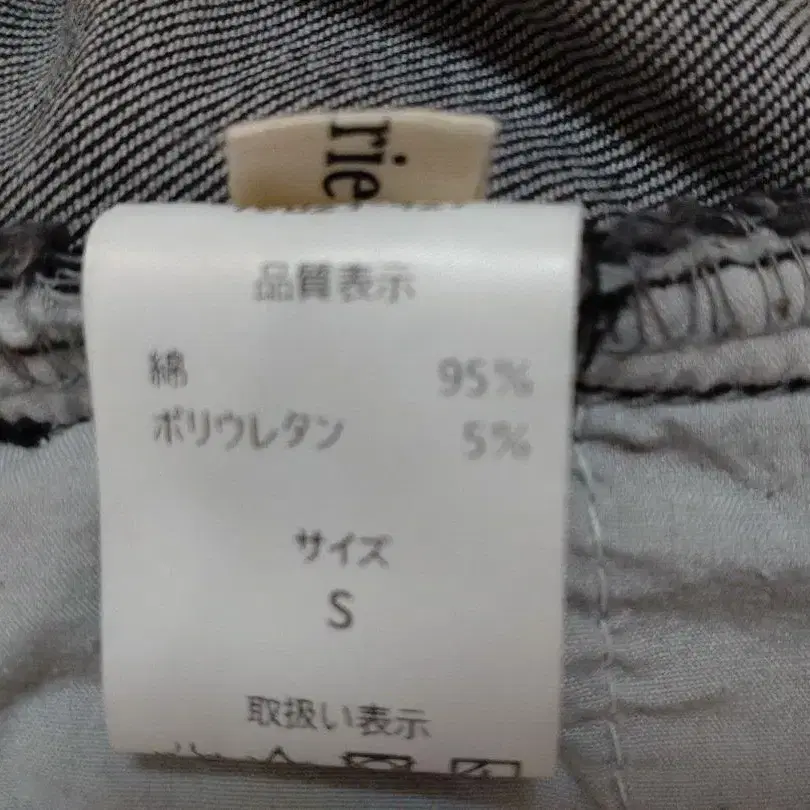 rie
品質表示
綿 95%
ポリウレタン 5%
サイズ
S
取扱い表示